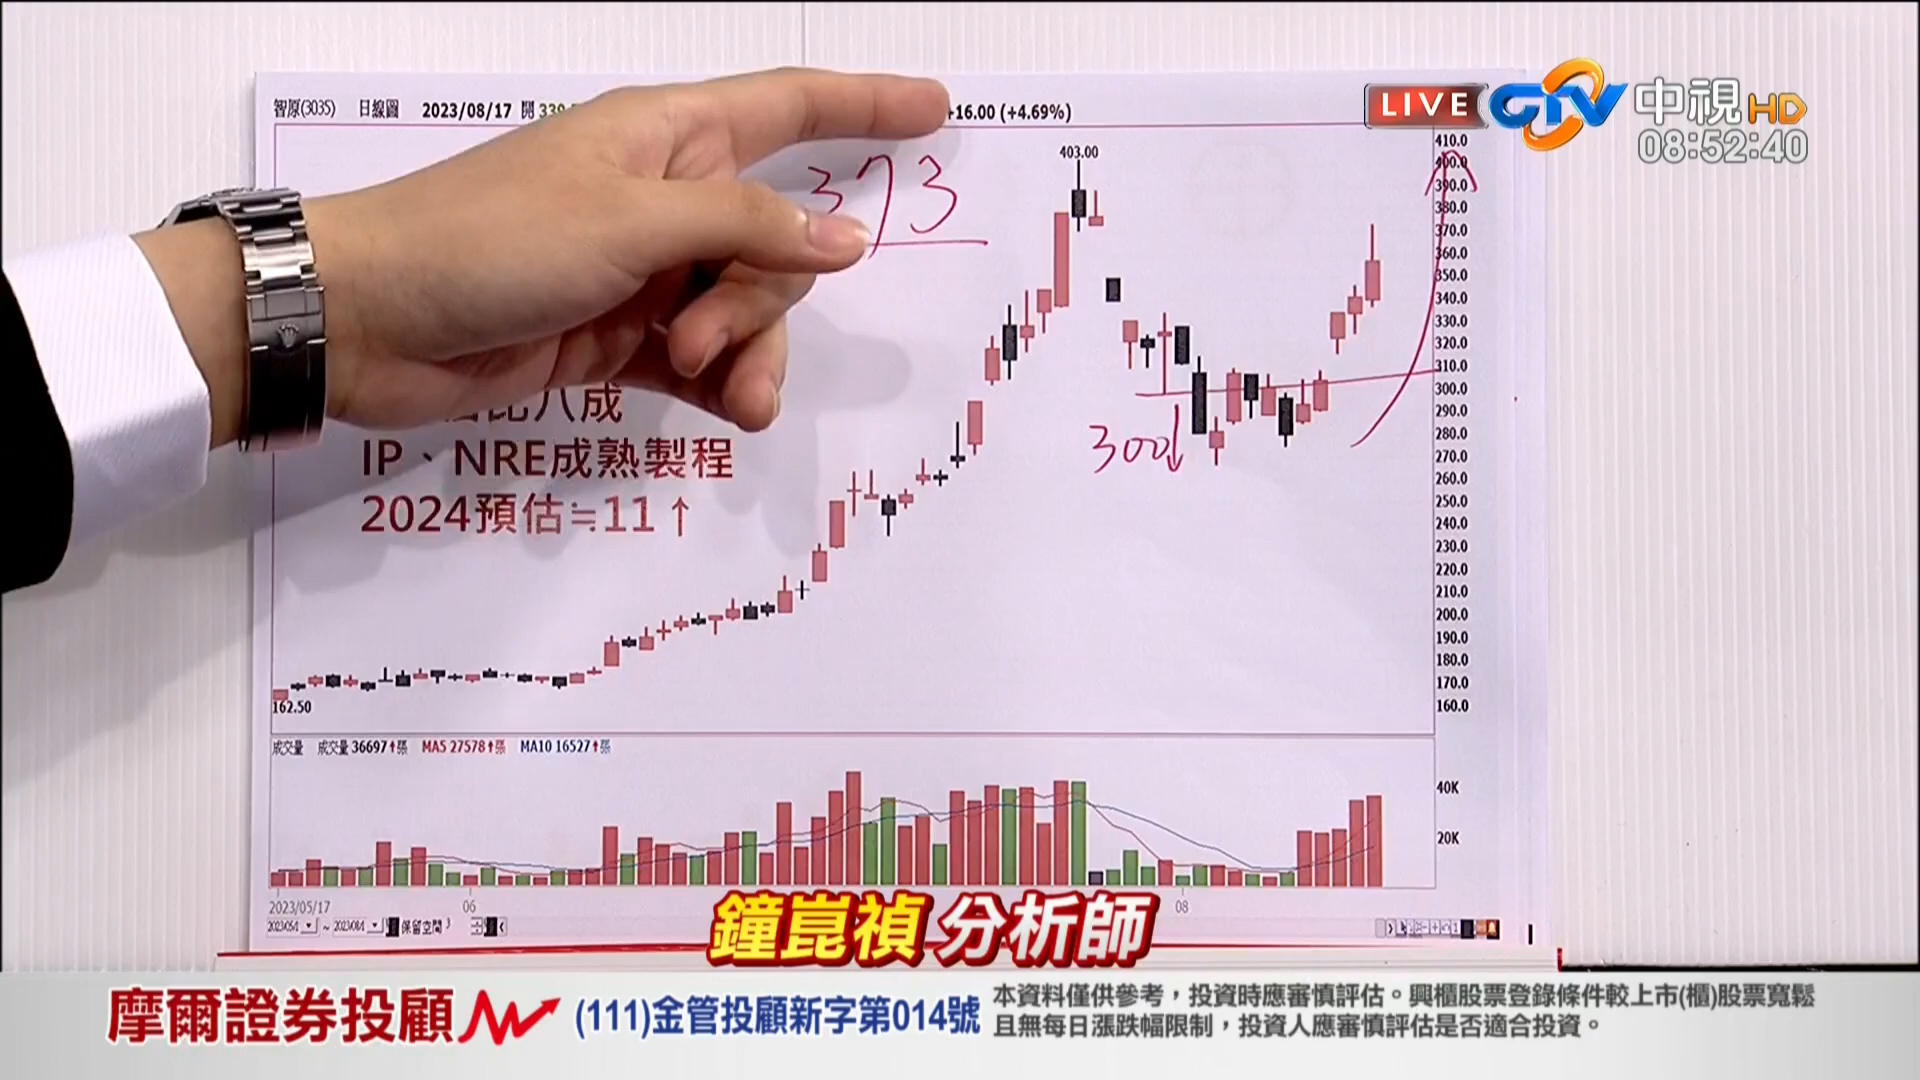 智原(3035) 日線圖 2023/08/17 開 339. +16.00 (+4.69%)
LIVE CTV 中視HD
08:52:40
373
403.00
410.0
400.0
390.0
380.0
370.0
360.0
350.0
340.0
330.0
320.0
310.0
300.0
290.0
280.0
270.0
260.0
250.0
240.0
230.0
220.0
210.0
200.0
190.0
180.0
170.0
160.0
300↓
比八成
IP、NRE成熟製程
2024預估≒11↑
162.50
成交量 成交量 36697↑張 MA5 27578↑張 MA10 16527↑張
40K
20K
2023/05/17 06 08
保留空間
鐘崑禎 分析師
摩爾證券投顧 (111)金管投顧新字第014號
本資料僅供參考，投資時應審慎評估。興櫃股票登錄條件較上市(櫃)股票寬鬆
且無每日漲跌幅限制，投資人應審慎評估是否適合投資。